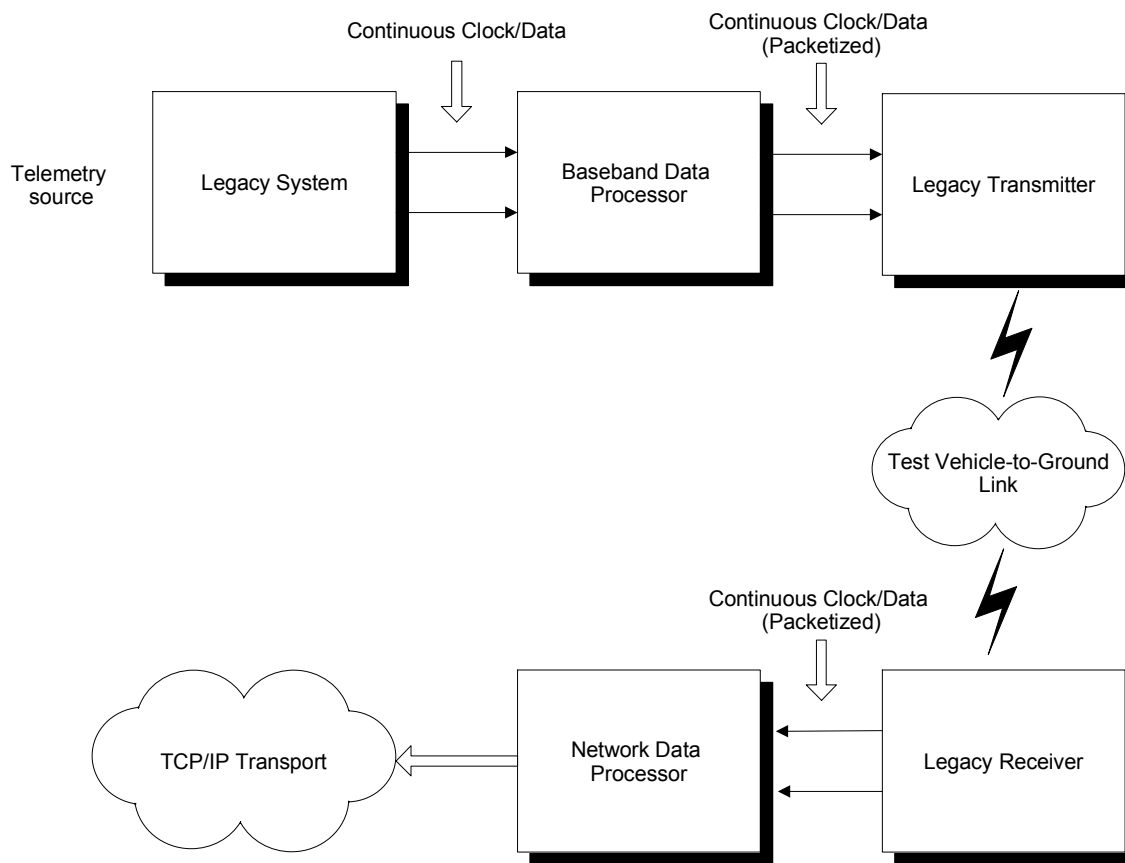 Continuous Clock/Data
Continuous Clock/Data
(Packetized)
Telemetry
source
Legacy System
Baseband Data
Processor
Legacy Transmitter
Test Vehicle-to-Ground
Link
Continuous Clock/Data
(Packetized)
TCP/IP Transport
Network Data
Processor
Legacy Receiver